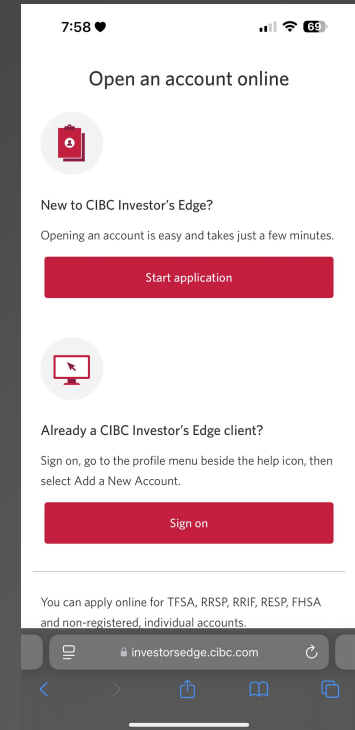 7:58
69
Open an account online
New to CIBC Investor's Edge?
Opening an account is easy and takes just a few minutes.
Start application
Already a CIBC Investor's Edge client?
Sign on, go to the profile menu beside the help icon, then
select Add a New Account.
Sign on
You can apply online for TFSA, RRSP, RRIF, RESP, FHSA
and non-registered, individual accounts.
investorsedge.cibc.com